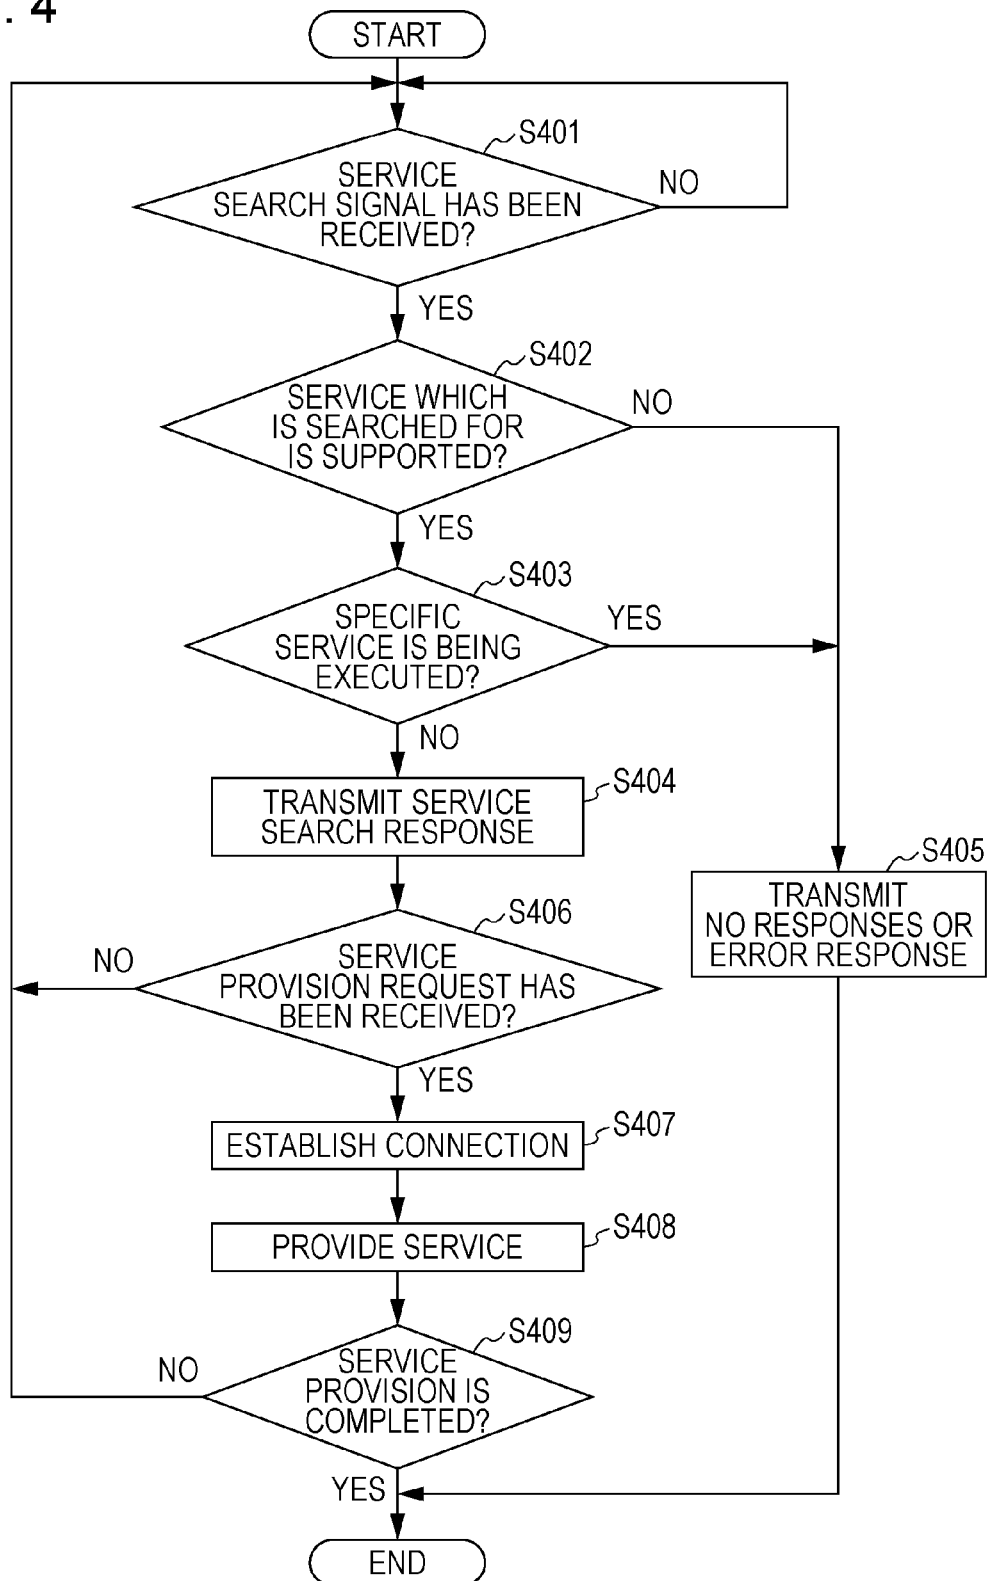 . 4
START
S401
SERVICE
SEARCH SIGNAL HAS BEEN
RECEIVED?
NO
YES
S402
SERVICE WHICH
IS SEARCHED FOR
IS SUPPORTED?
NO
YES
S403
SPECIFIC
SERVICE IS BEING
EXECUTED?
YES
NO
S404
TRANSMIT SERVICE
SEARCH RESPONSE
S405
TRANSMIT
NO RESPONSES OR
ERROR RESPONSE
S406
SERVICE
PROVISION REQUEST HAS
BEEN RECEIVED?
NO
YES
S407
ESTABLISH CONNECTION
S408
PROVIDE SERVICE
S409
SERVICE
PROVISION IS
COMPLETED?
NO
YES
END